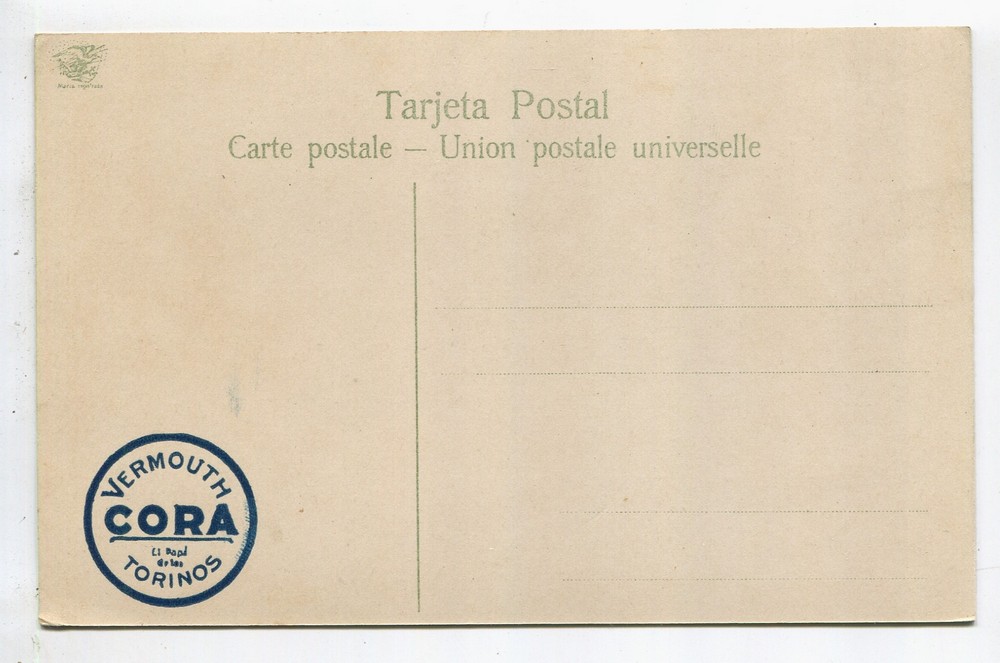 Tarjeta Postal
Carte postale — Union postale universelle
VERMOUTH
CORA
TORINOS